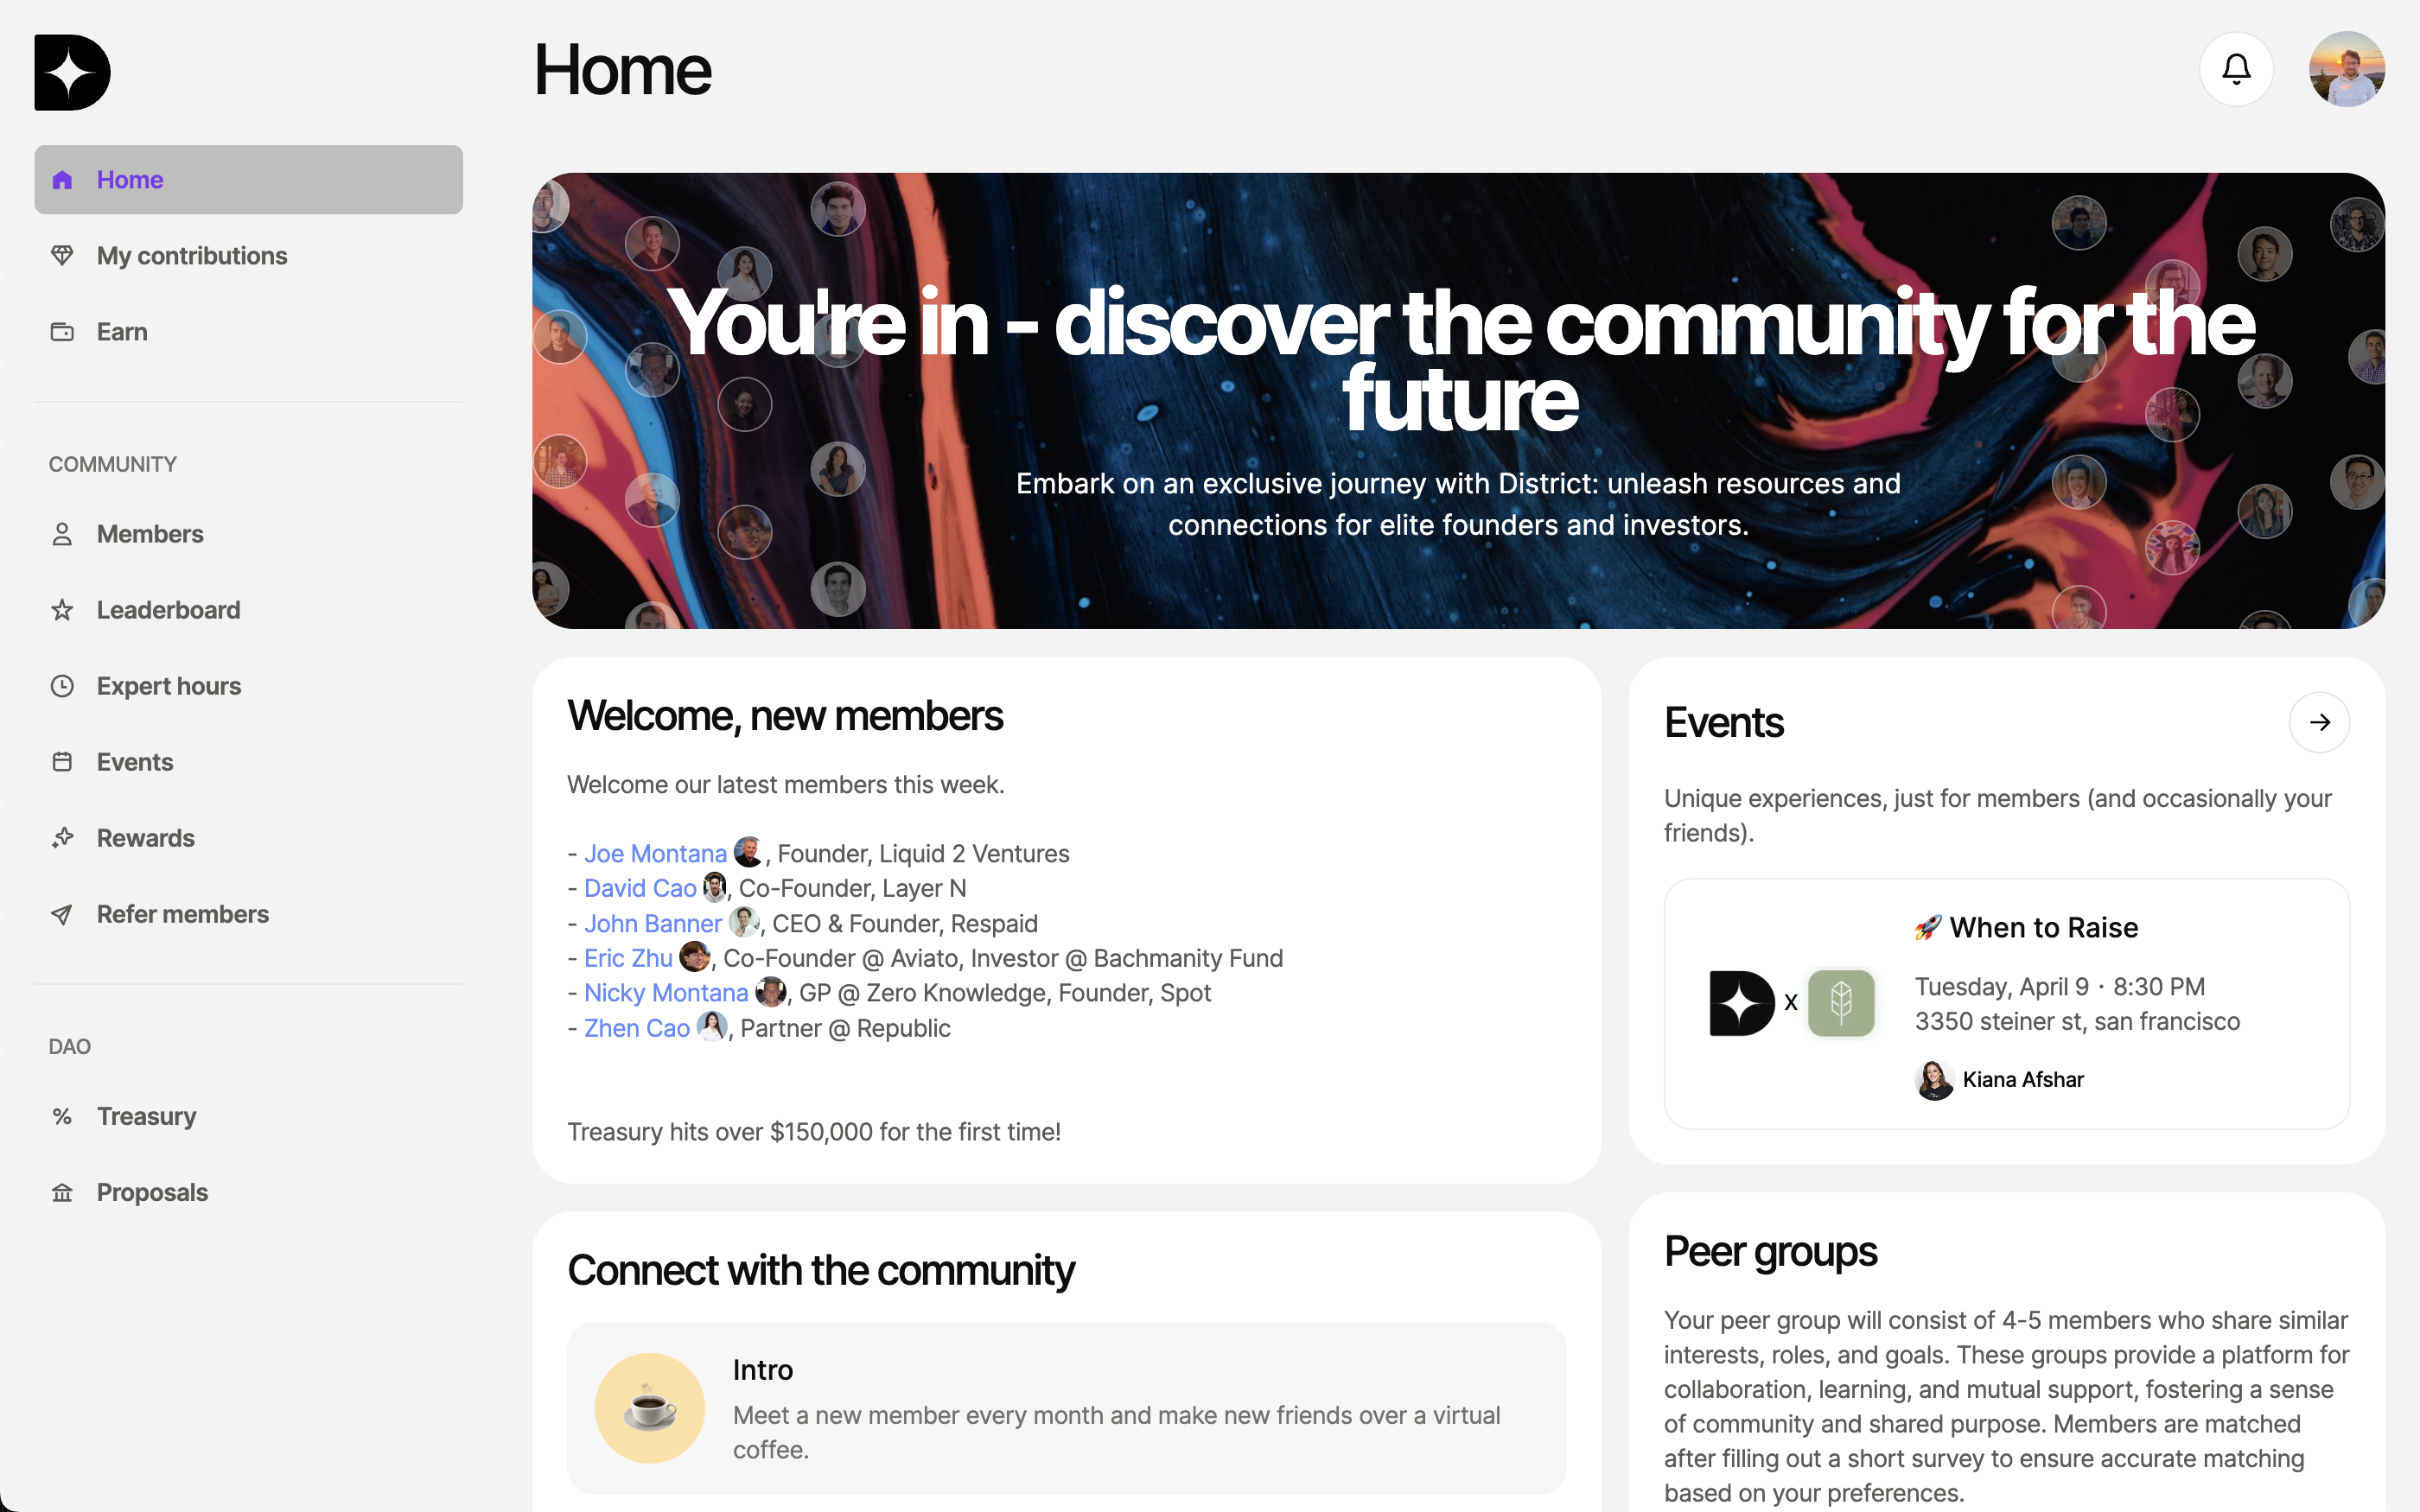 Home
Home
My contributions
Earn
COMMUNITY
Members
Leaderboard
Expert hours
Events
Rewards
Refer members
DAO
Treasury
Proposals
You're in - discover the community for the
future
Embark on an exclusive journey with District: unleash resources and
connections for elite founders and investors.
Welcome, new members
Welcome our latest members this week.
- Joe Montana , Founder, Liquid 2 Ventures
- David Cao , Co-Founder, Layer N
- John Banner , CEO & Founder, Respaid
- Eric Zhu , Co-Founder @ Aviato, Investor @ Bachmanity Fund
- Nicky Montana , GP @ Zero Knowledge, Founder, Spot
- Zhen Cao , Partner @ Republic
Treasury hits over $150,000 for the first time!
Connect with the community
Intro
Meet a new member every month and make new friends over a virtual
coffee.
Events
Unique experiences, just for members (and occasionally your
friends).
🚀 When to Raise
X
Tuesday, April 9 · 8:30 PM
3350 steiner st, san francisco
Kiana Afshar
Peer groups
Your peer group will consist of 4-5 members who share similar
interests, roles, and goals. These groups provide a platform for
collaboration, learning, and mutual support, fostering a sense
of community and shared purpose. Members are matched
after filling out a short survey to ensure accurate matching
based on your preferences.